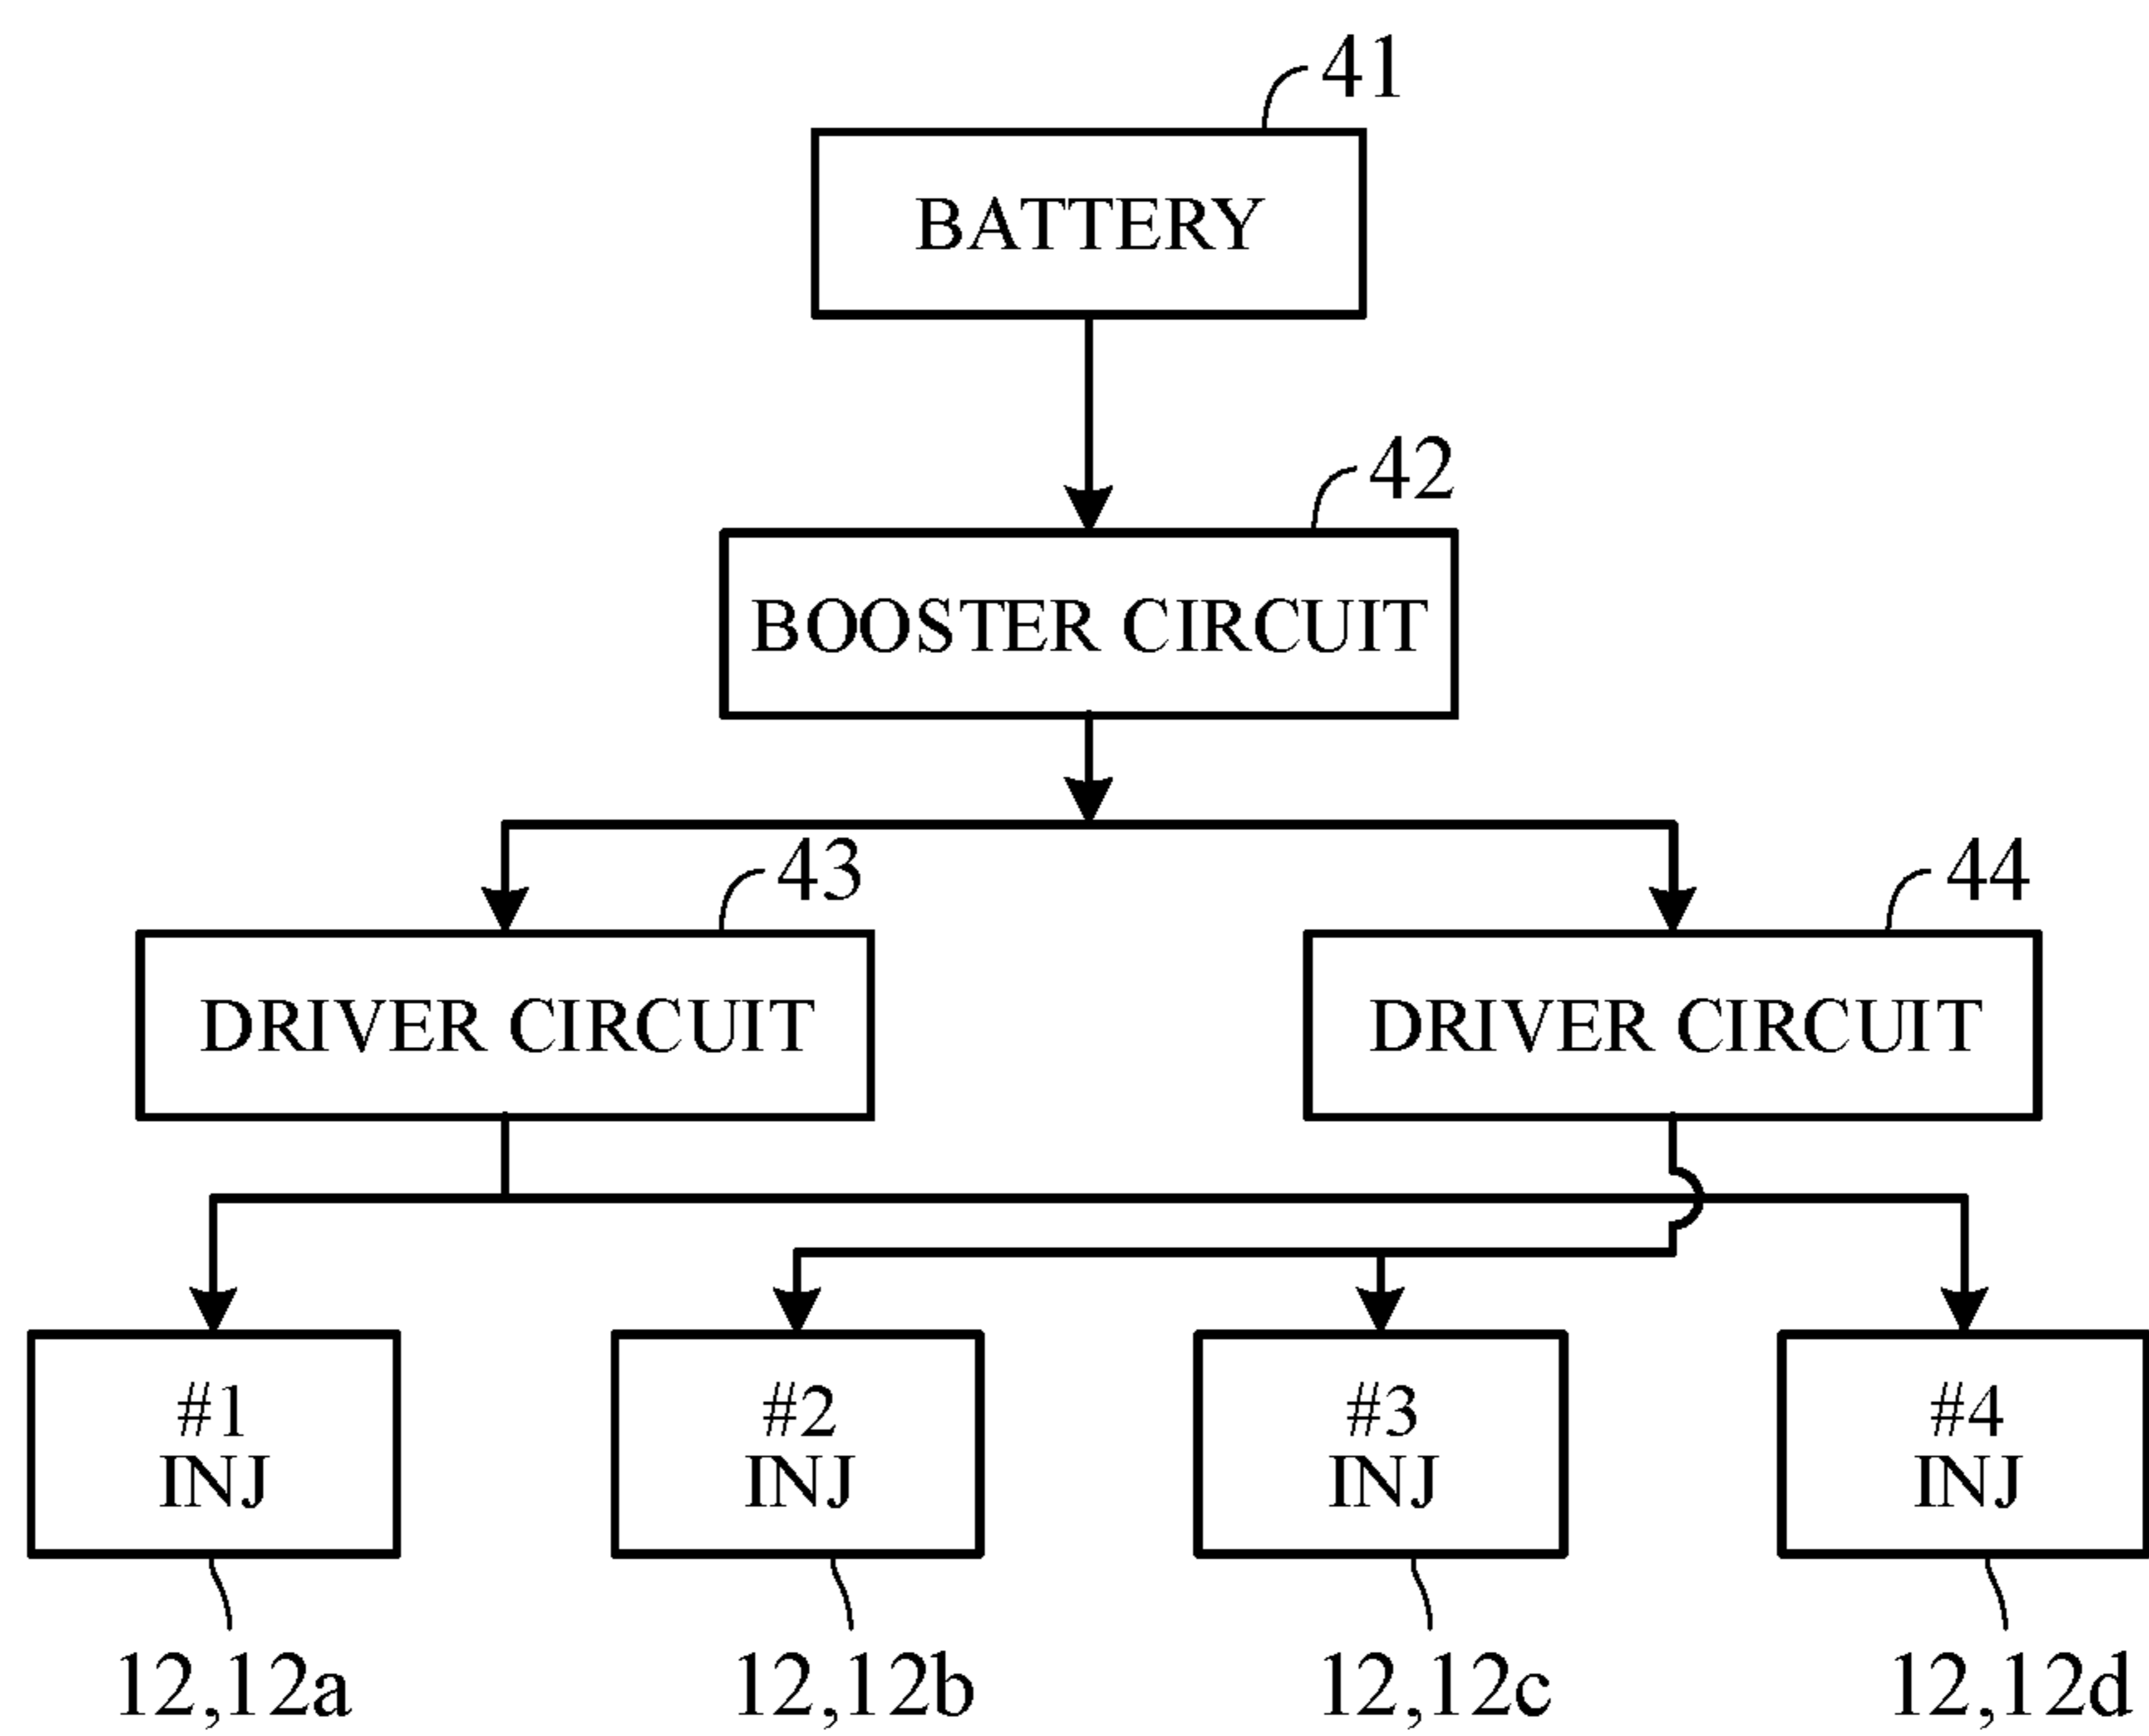 41
BATTERY
42
BOOSTER CIRCUIT
43
44
DRIVER CIRCUIT
DRIVER CIRCUIT
#1
INJ
#2
INJ
#3
INJ
#4
INJ
12,12a
12,12b
12,12c
12,12d